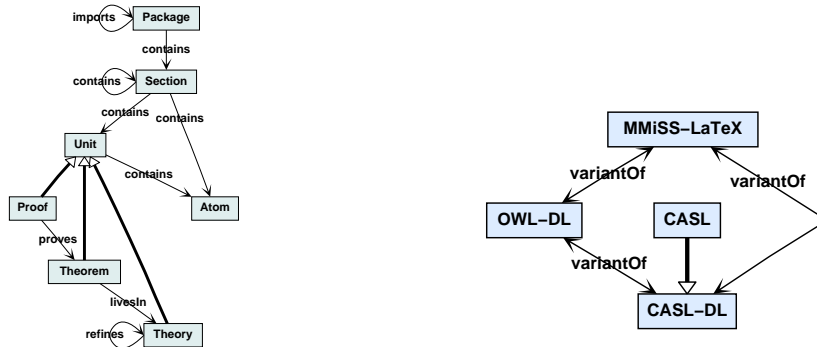 imports
Package
contains
contains
Section
contains
contains
Unit
contains
Proof
Atom
proves
Theorem
livesIn
refines
Theory
MMiSS–LaTeX
variantOf
variantOf
OWL–DL
CASL
variantOf
CASL–DL